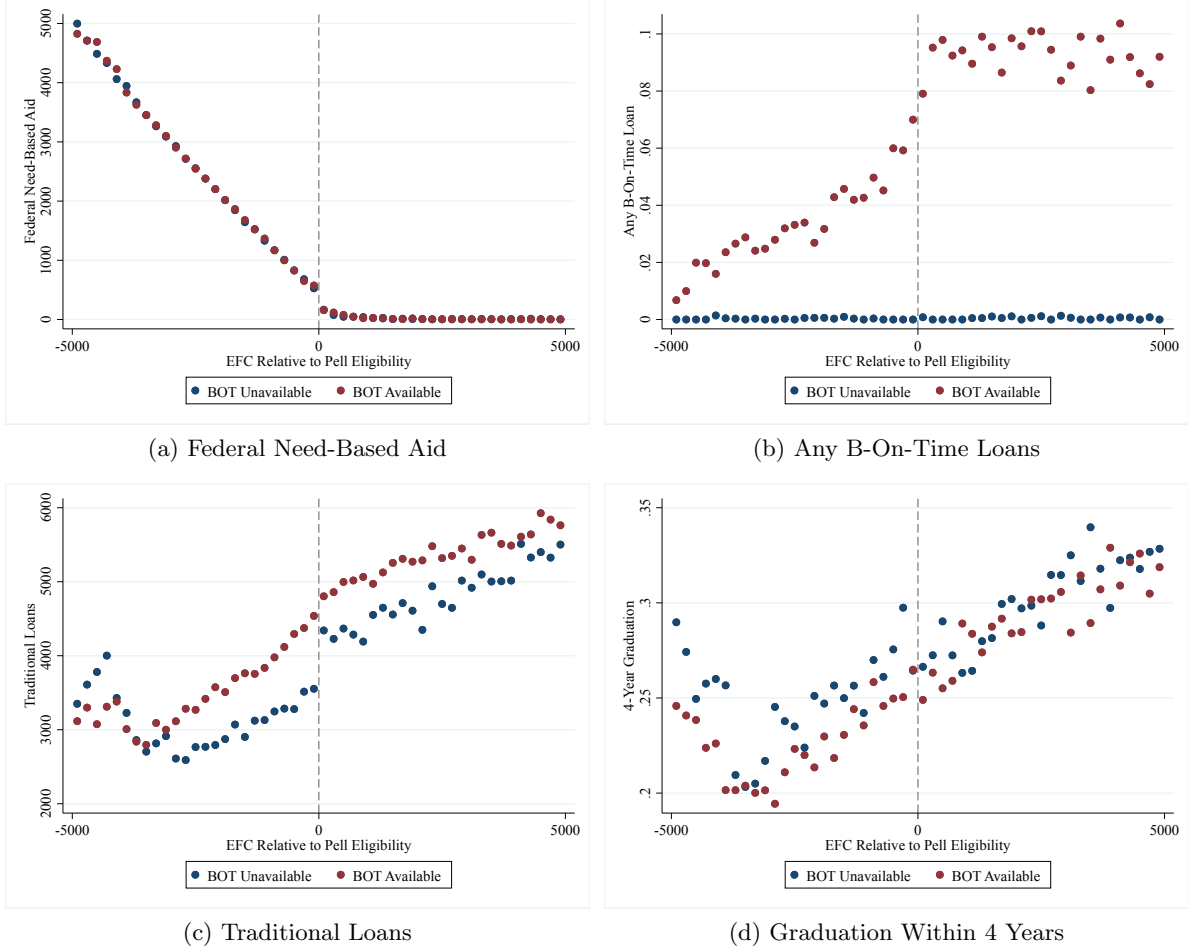 Federal Need-Based Aid
5000
4000
3000
2000
1000
0
-5000 0 5000
EFC Relative to Pell Eligibility
BOT Unavailable BOT Available
(a) Federal Need-Based Aid
Any B-On-Time Loan
.1
.08
.06
.04
.02
0
-5000 0 5000
EFC Relative to Pell Eligibility
BOT Unavailable BOT Available
(b) Any B-On-Time Loans
Traditional Loans
6000
5000
4000
3000
2000
-5000 0 5000
EFC Relative to Pell Eligibility
BOT Unavailable BOT Available
(c) Traditional Loans
4-Year Graduation
.35
.3
.25
.2
-5000 0 5000
EFC Relative to Pell Eligibility
BOT Unavailable BOT Available
(d) Graduation Within 4 Years